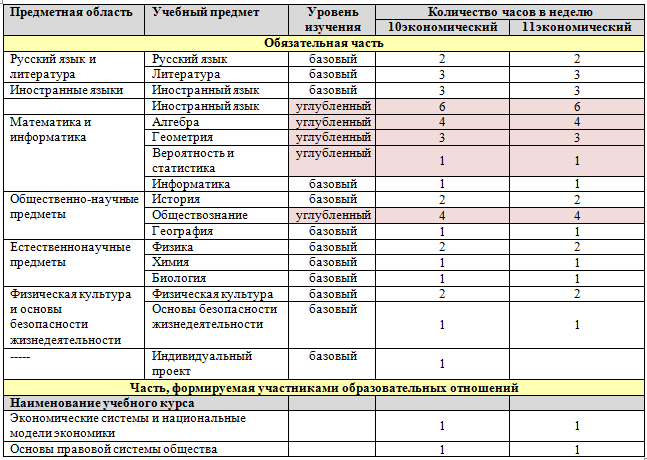 Предметная область Учебный предмет Уровень изучения Количество часов в неделю
10экономический 11экономический
Обязательная часть
Русский язык и литература Русский язык базовый 2 2
Литература базовый 3 3
Иностранные языки Иностранный язык базовый 3 3
Иностранный язык углубленный 6 6
Математика и информатика Алгебра углубленный 4 4
Геометрия углубленный 3 3
Вероятность и статистика углубленный 1 1
Информатика базовый 1 1
Общественно-научные предметы История базовый 2 2
Обществознание углубленный 4 4
География базовый 1 1
Естественнонаучные предметы Физика базовый 2 2
Химия базовый 1 1
Биология базовый 1 1
Физическая культура и основы безопасности жизнедеятельности Физическая культура базовый 2 2
Основы безопасности жизнедеятельности базовый 1 1
----- Индивидуальный проект базовый 1
Часть, формируемая участниками образовательных отношений
Наименование учебного курса
Экономические системы и национальные модели экономики 1 1
Основы правовой системы общества 1 1